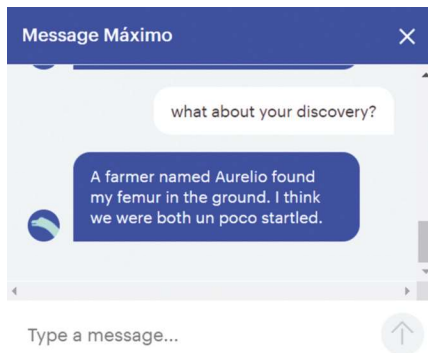 Message Máximo
what about your discovery?
A farmer named Aurelio found
my femur in the ground. I think
we were both un poco startled.
Type a message...